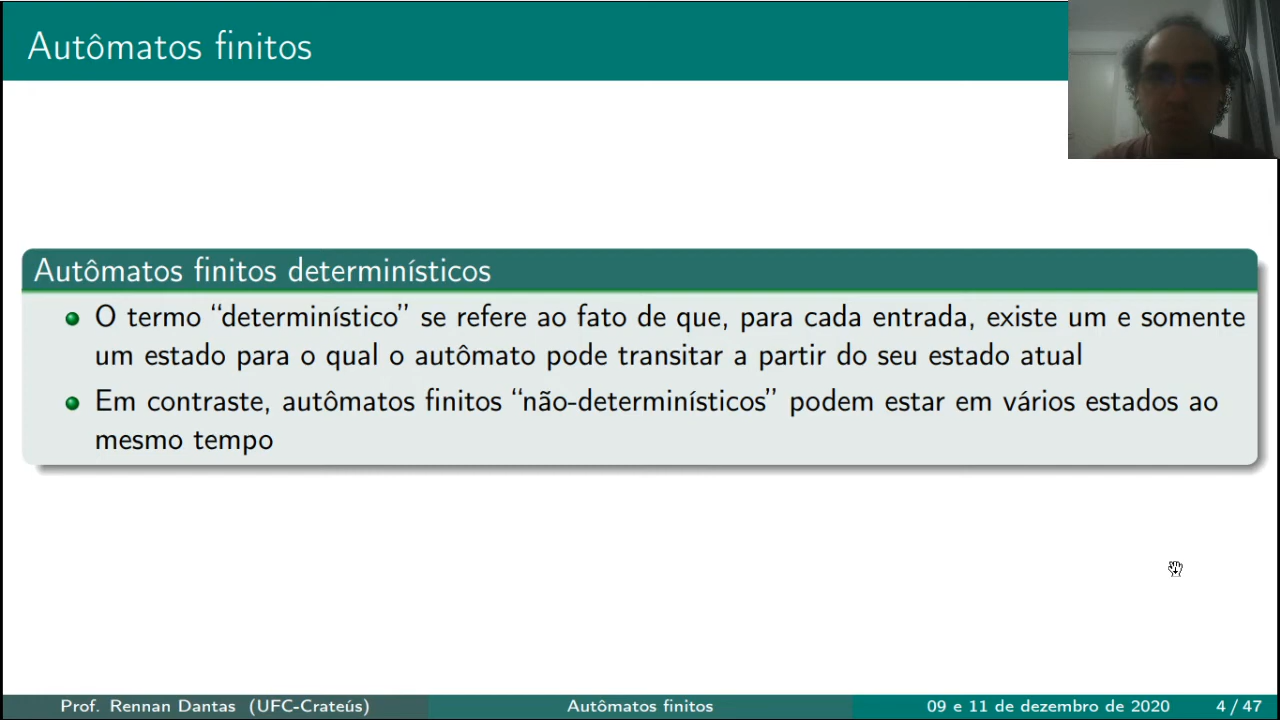 Autômatos finitos
Autômatos finitos determinísticos
O termo “determinístico” se refere ao fato de que, para cada entrada, existe um e somente
um estado para o qual o autômato pode transitar a partir do seu estado atual
Em contraste, autômatos finitos “não-determinísticos” podem estar em vários estados ao
mesmo tempo
Prof. Rennan Dantas (UFC-Crateús)
Autômatos finitos
09 e 11 de dezembro de 2020
4 / 47